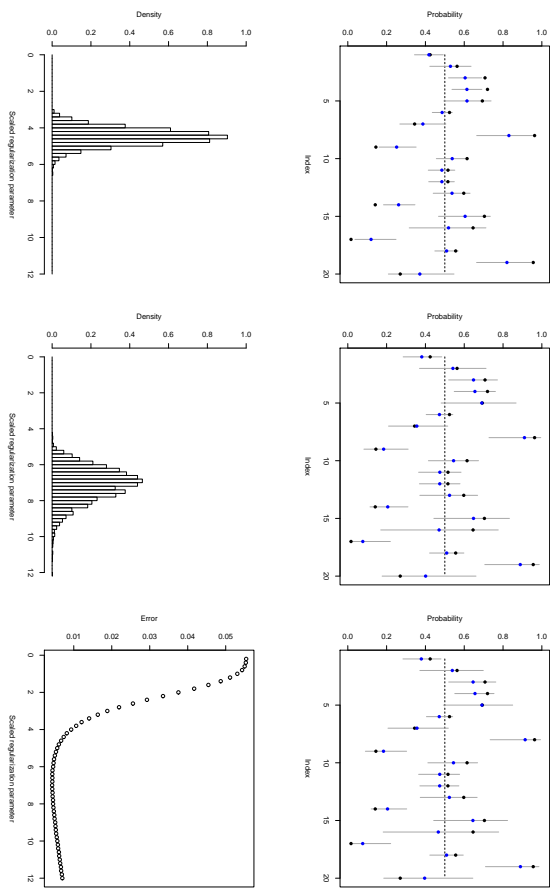 Density
0.0 0.2 0.4 0.6 0.8 1.0
0 2 4 6 8 10 12
Scaled regularization parameter
Probability
0.0 0.2 0.4 0.6 0.8 1.0
5 10 15 20
Index
Density
0.0 0.2 0.4 0.6 0.8 1.0
0 2 4 6 8 10 12
Scaled regularization parameter
Probability
0.0 0.2 0.4 0.6 0.8 1.0
5 10 15 20
Index
Error
0.01 0.02 0.03 0.04 0.05
0 2 4 6 8 10 12
Scaled regularization parameter
Probability
0.0 0.2 0.4 0.6 0.8 1.0
5 10 15 20
Index